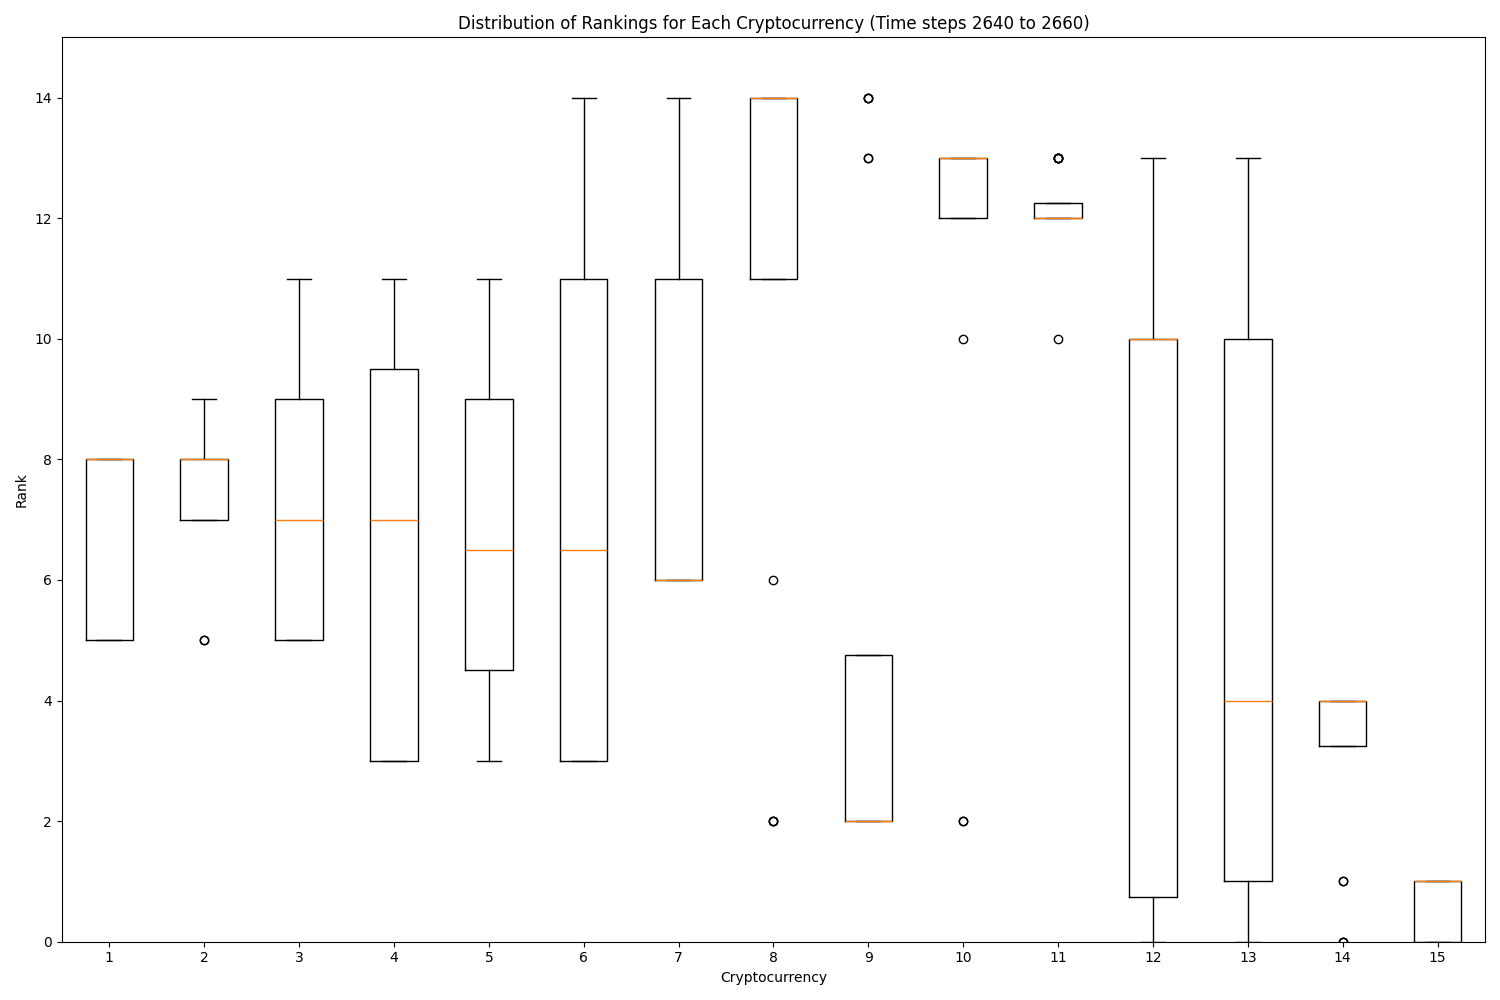 Distribution of Rankings for Each Cryptocurrency (Time steps 2640 to 2660)
Rank
14
12
10
8
6
4
2
0
1 2 3 4 5 6 7 8 9 10 11 12 13 14 15
Cryptocurrency